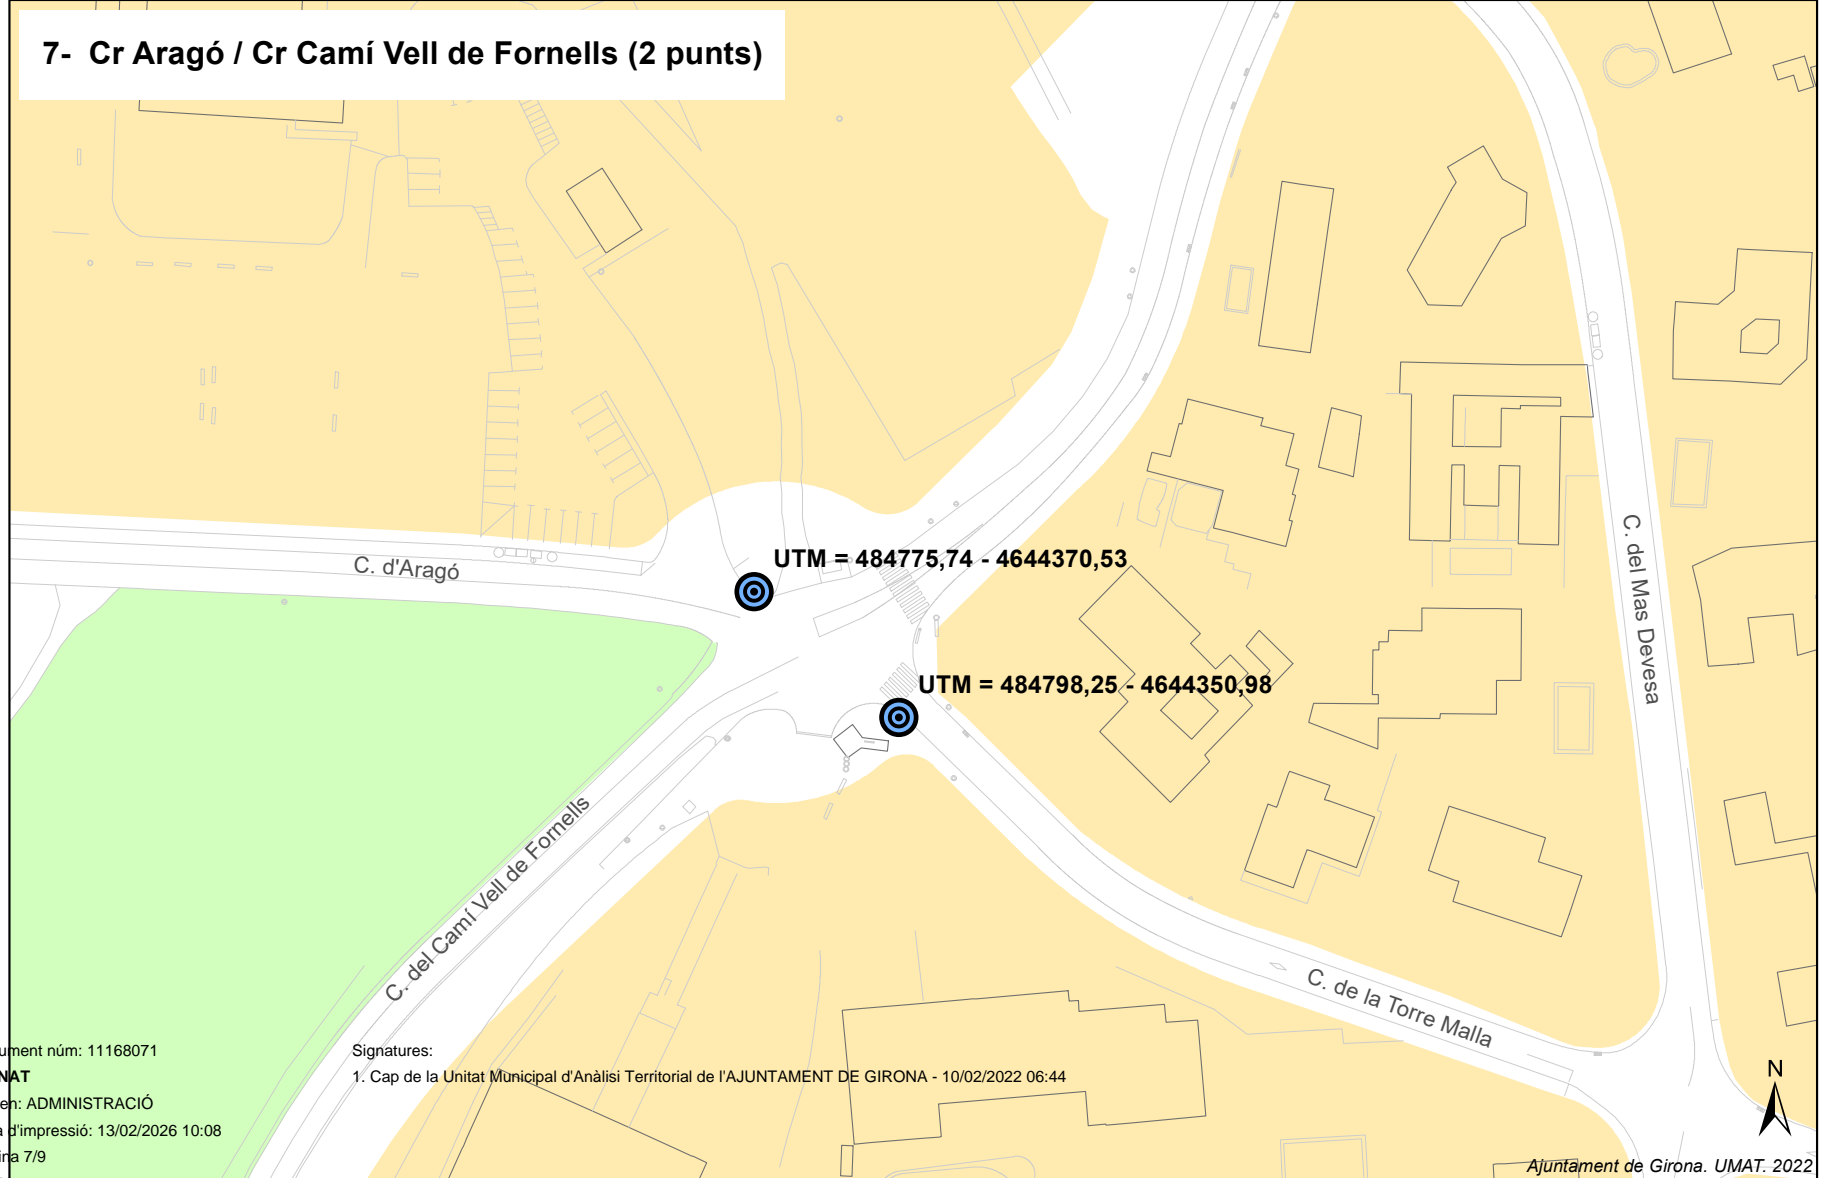 7- Cr Aragó / Cr Camí Vell de Fornells (2 punts)
UTM = 484775,74 - 4644370,53
C. d'Aragó
C. del Mas Devesa
UTM = 484798,25 - 4644350,98
C. del Camí Vell de Fornells
C. de la Torre Malla
ument núm: 11168071
NAT
en: ADMINISTRACIÓ
a d'impressió: 13/02/2026 10:08
ina 7/9
Signatures:
1. Cap de la Unitat Municipal d'Anàlisi Territorial de l'AJUNTAMENT DE GIRONA - 10/02/2022 06:44
N
Ajuntament de Girona. UMAT. 2022